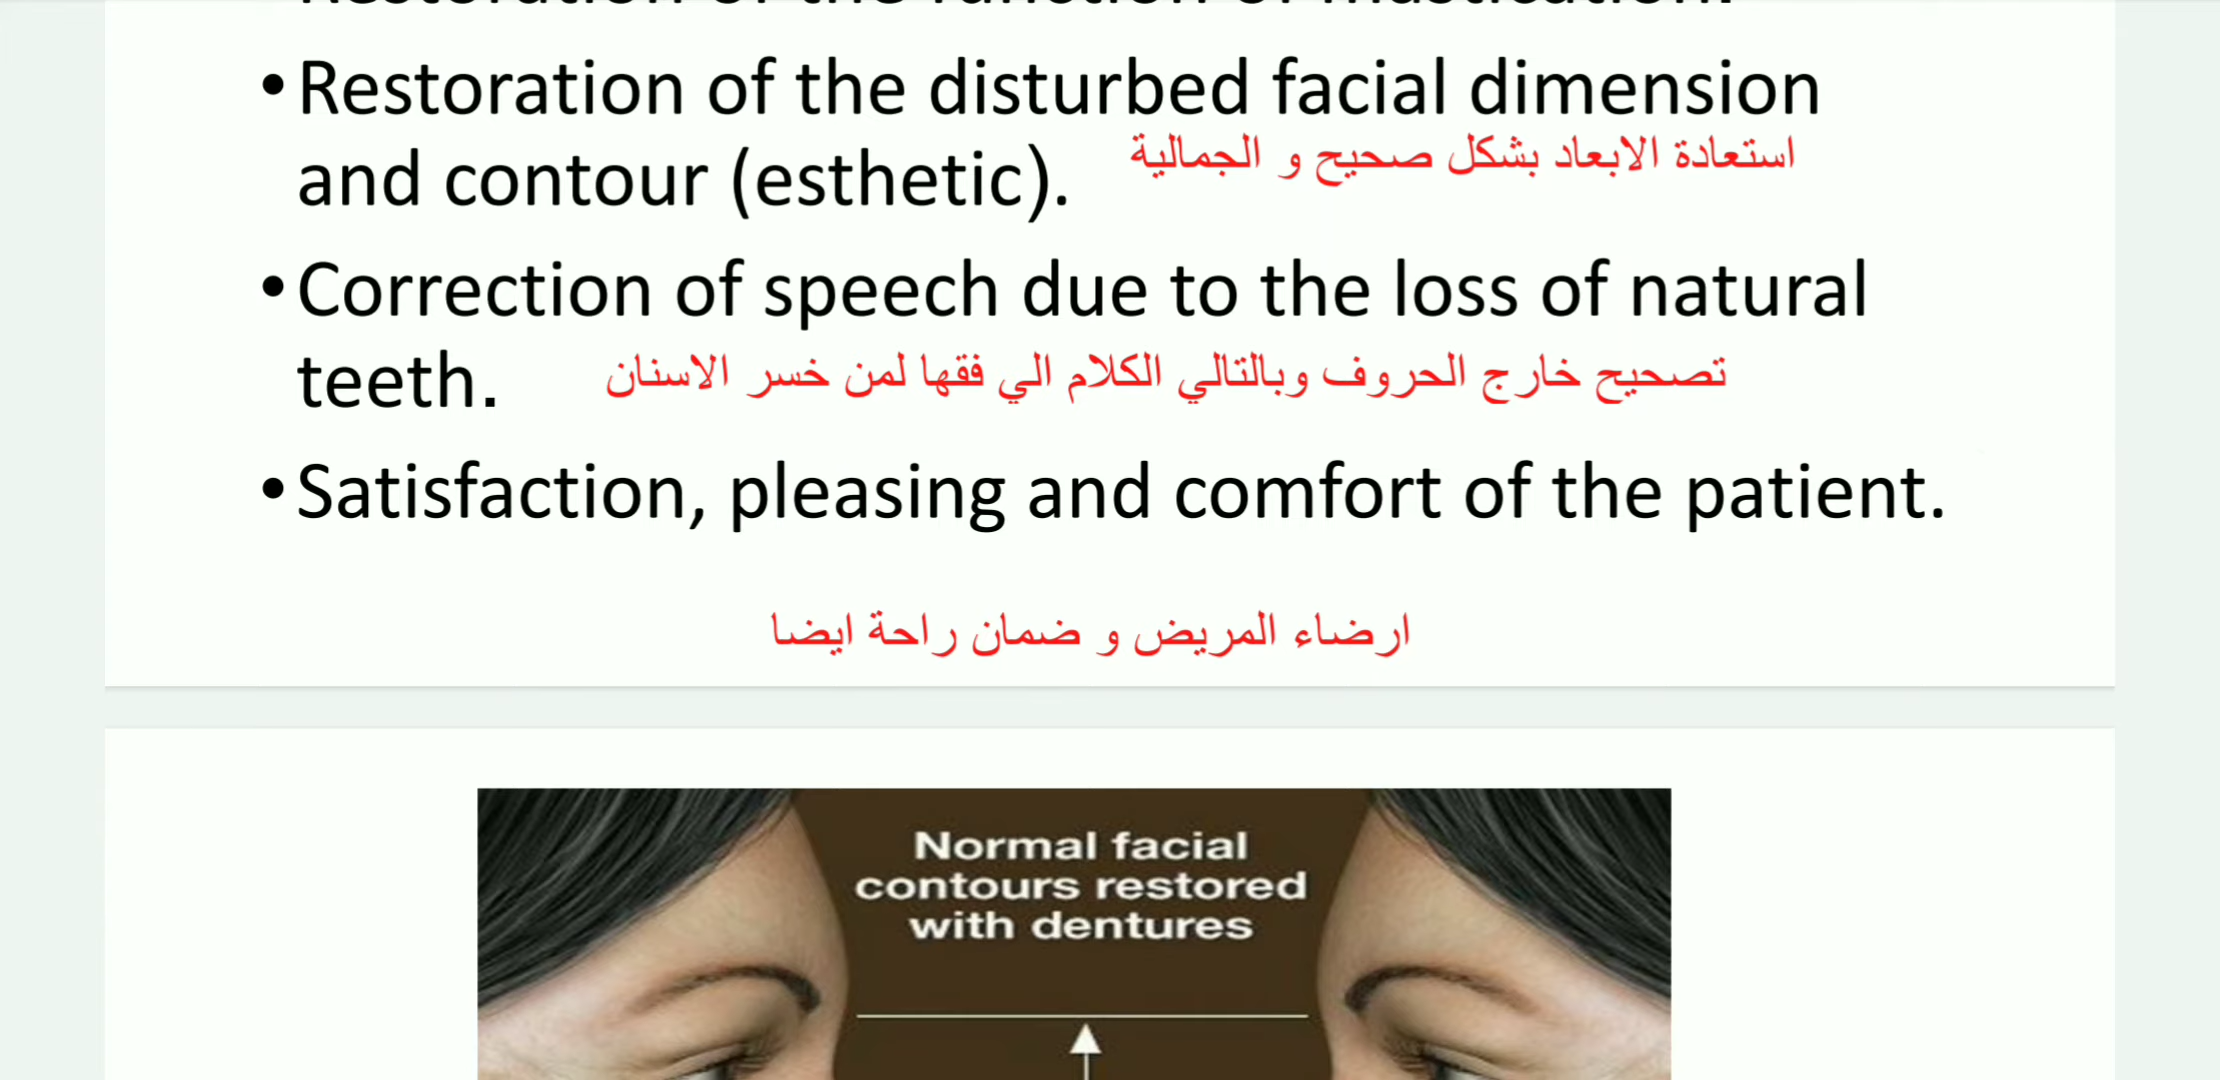 • Restoration of the disturbed facial dimension
and contour (esthetic).
استعادة الابعاد بشكل صحيح و الجمالية
• Correction of speech due to the loss of natural
teeth.
تصحيح خارج الحروف وبالتالي الكلام الي فقها لمن خسر الاسنان
• Satisfaction, pleasing and comfort of the patient.
ارضاء المريض و ضمان راحة ايضا
Normal facial
contours restored
with dentures